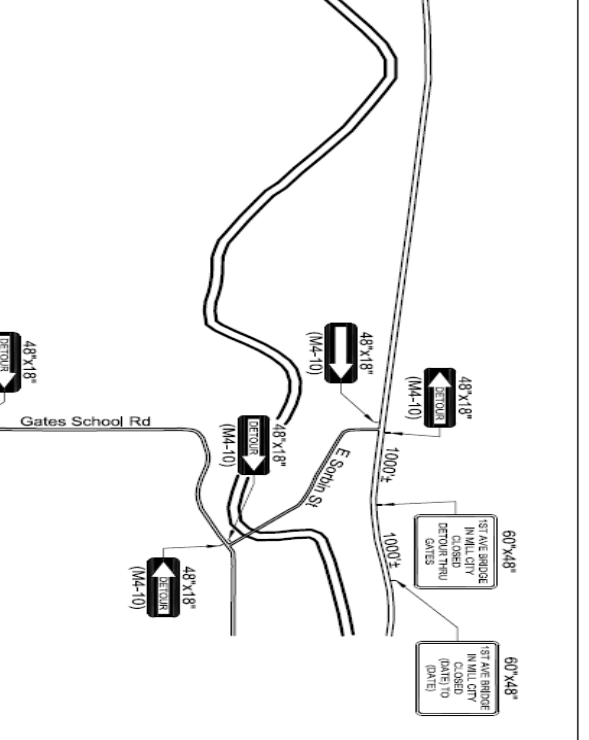 48"x18"
DETOUR
Gates School Rd
48"x18"
(M4-10)
48"x18"
DETOUR
(M4-10)
48"x18"
DETOUR
(M4-10)
E Sorbin St
1000'±
1ST AVE BRIDGE
IN MILL CITY
CLOSED
DETOUR THRU
GATES
60"x48"
1000'±
48"x18"
DETOUR
(M4-10)
1ST AVE BRIDGE
IN MILL CITY
CLOSED
(DATE) TO
(DATE)
60"x48"